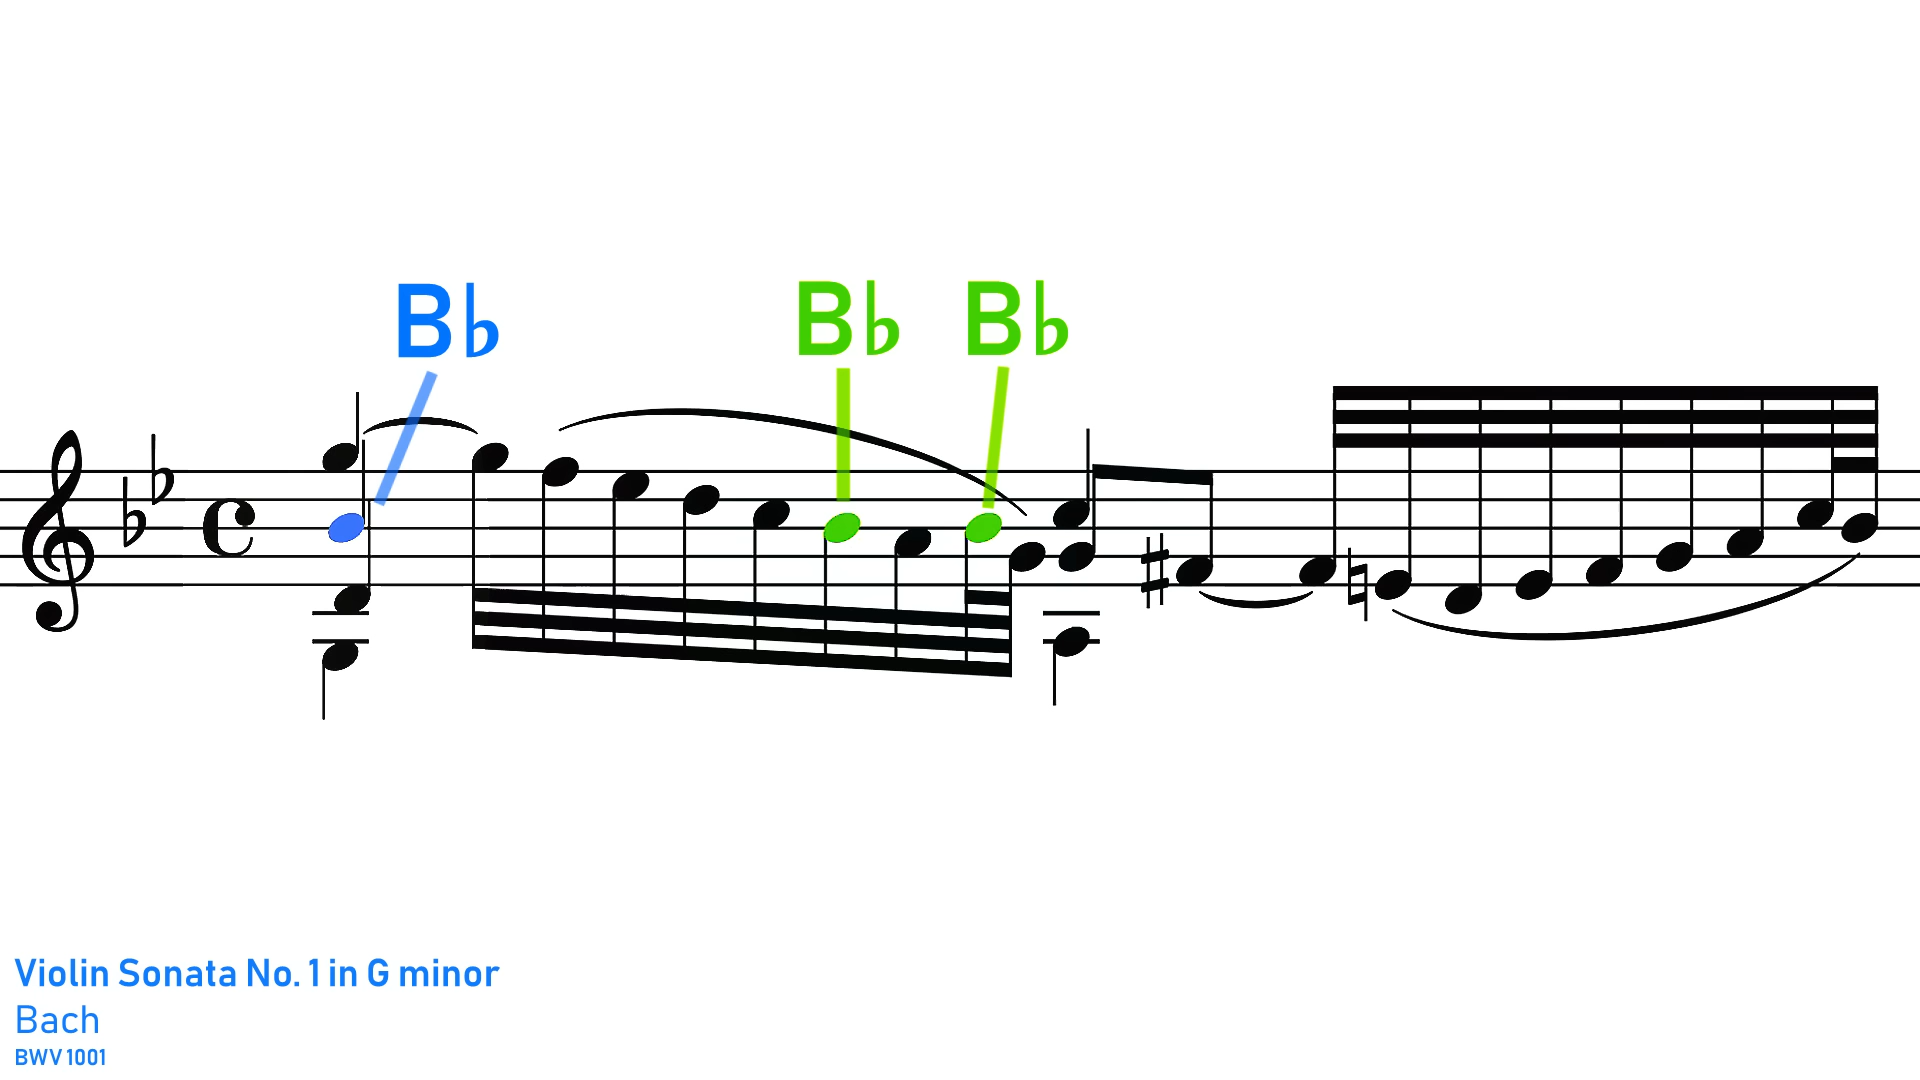 B♭ B♭ B♭
Violin Sonata No. 1 in G minor
Bach
BWV 1001